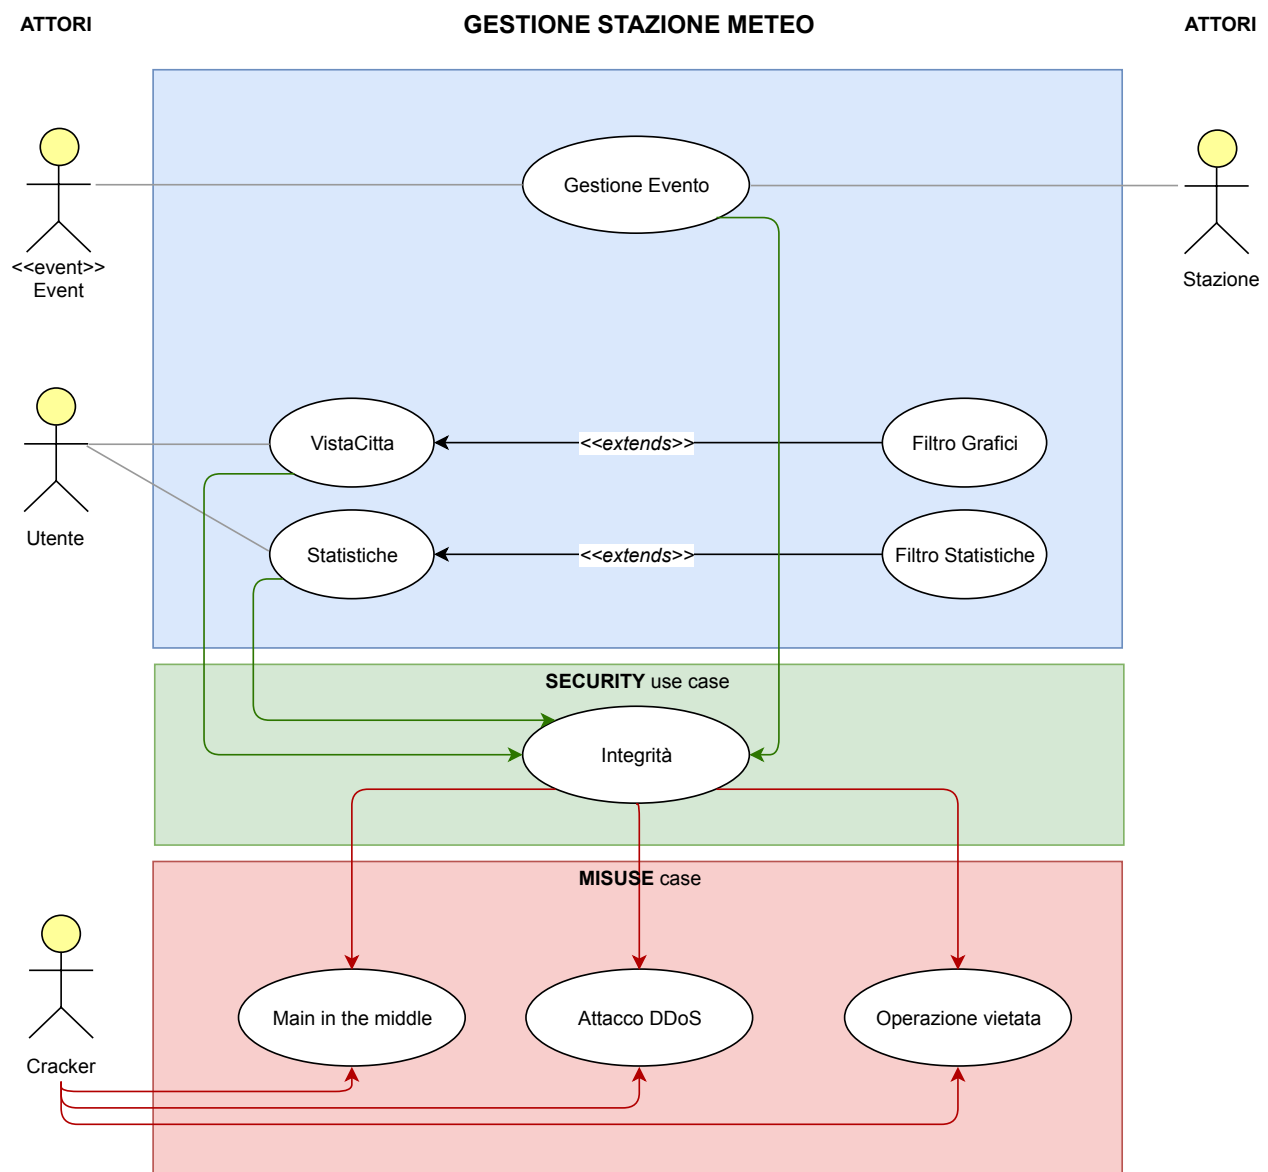 ATTORI
GESTIONE STAZIONE METEO
ATTORI
Gestione Evento
<<event>>
Event
Stazione
VistaCitta
<<extends>>
Filtro Grafici
Utente
Statistiche
<<extends>>
Filtro Statistiche
SECURITY use case
Integrità
MISUSE case
Main in the middle
Attacco DDoS
Operazione vietata
Cracker